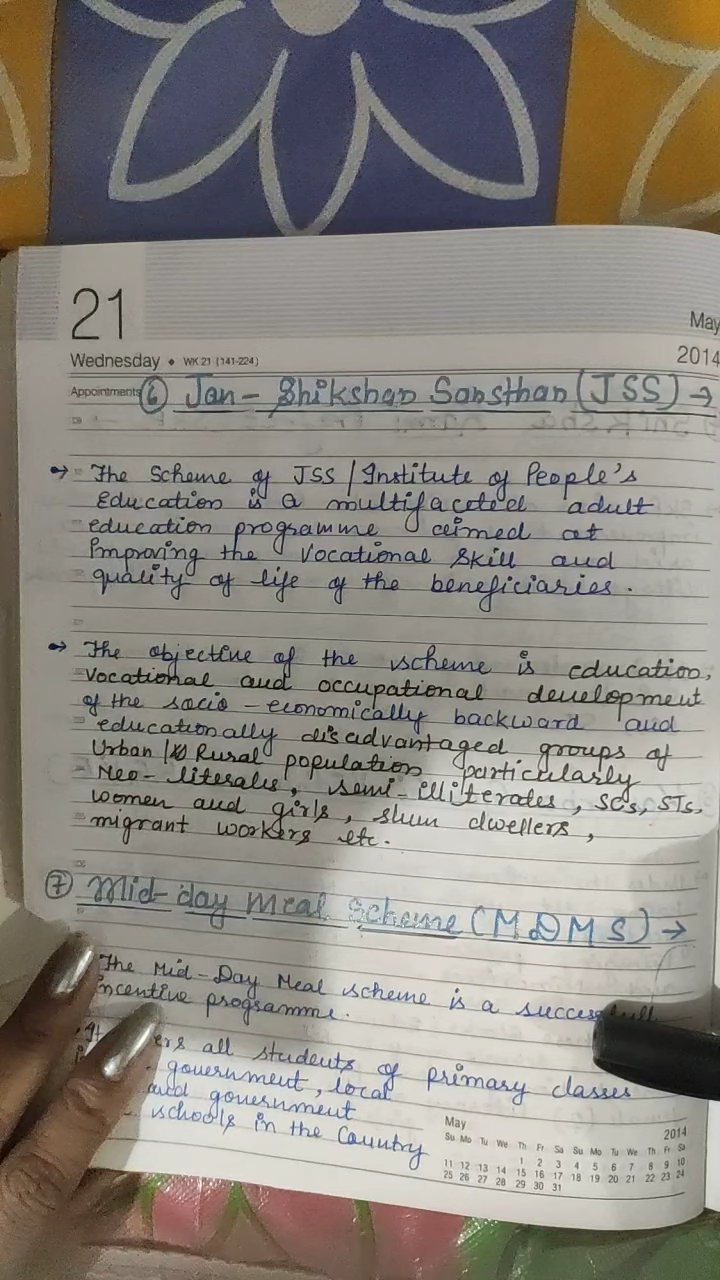 21
May
Wednesday • WK 21 (141-224)
2014
Appointments
⑥ Jan - Shikshan Sansthan (JSS) →
→ The Scheme of JSS / Institute of People's
Education is a multifaceted adult
education programme aimed at
improving the Vocational Skill and
quality of life of the beneficiaries.
→ The objective of the scheme is education,
Vocational and occupational development
of the socio-economically backward and
educationally disadvantaged groups of
Urban / Rural population particularly
Neo-literates, semi-illiterates, SCs, STs,
women and girls, slum dwellers,
migrant workers etc.
⑦ Mid-day Meal Scheme (MDMS) →
The Mid-Day Meal scheme is a successfull
incentive programme.
all students of primary classes
government, local
and government
schools in the Country
May 2014
Su Mo Tu We Th Fr Sa Su Mo Tu We Th Fr Sa
1 2 3 4 5 6 7 8 9 10
11 12 13 14 15 16 17 18 19 20 21 22 23 24
25 26 27 28 29 30 31